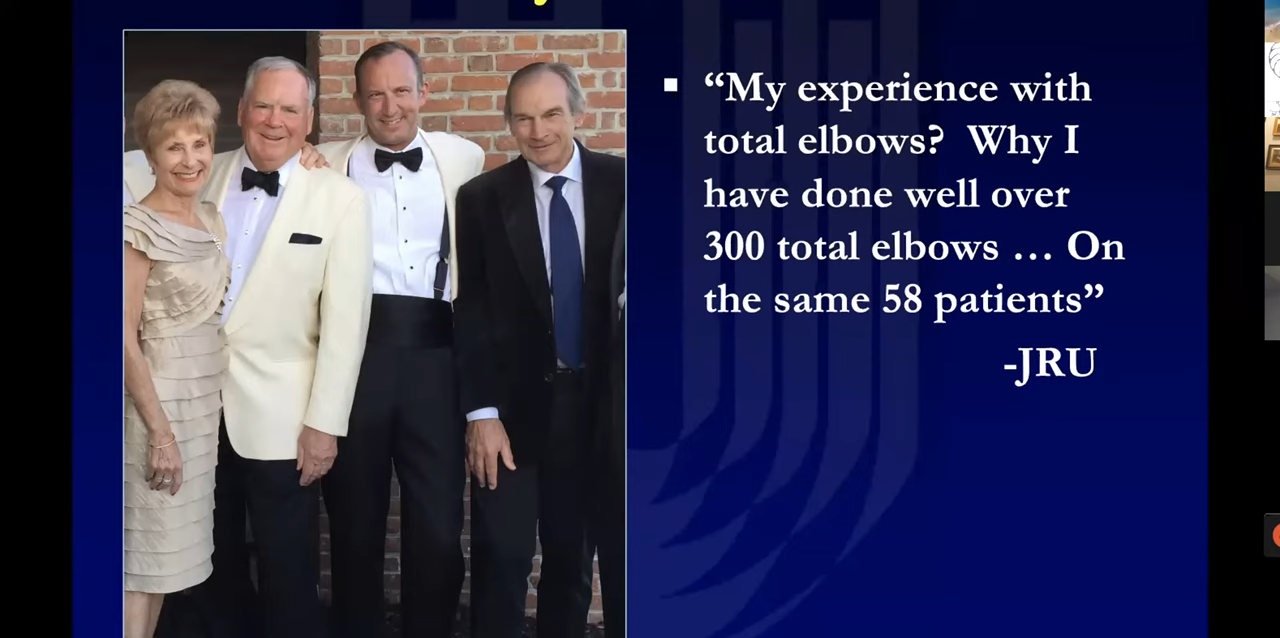 “My experience with
total elbows?  Why I
have done well over
300 total elbows … On
the same 58 patients”
-JRU